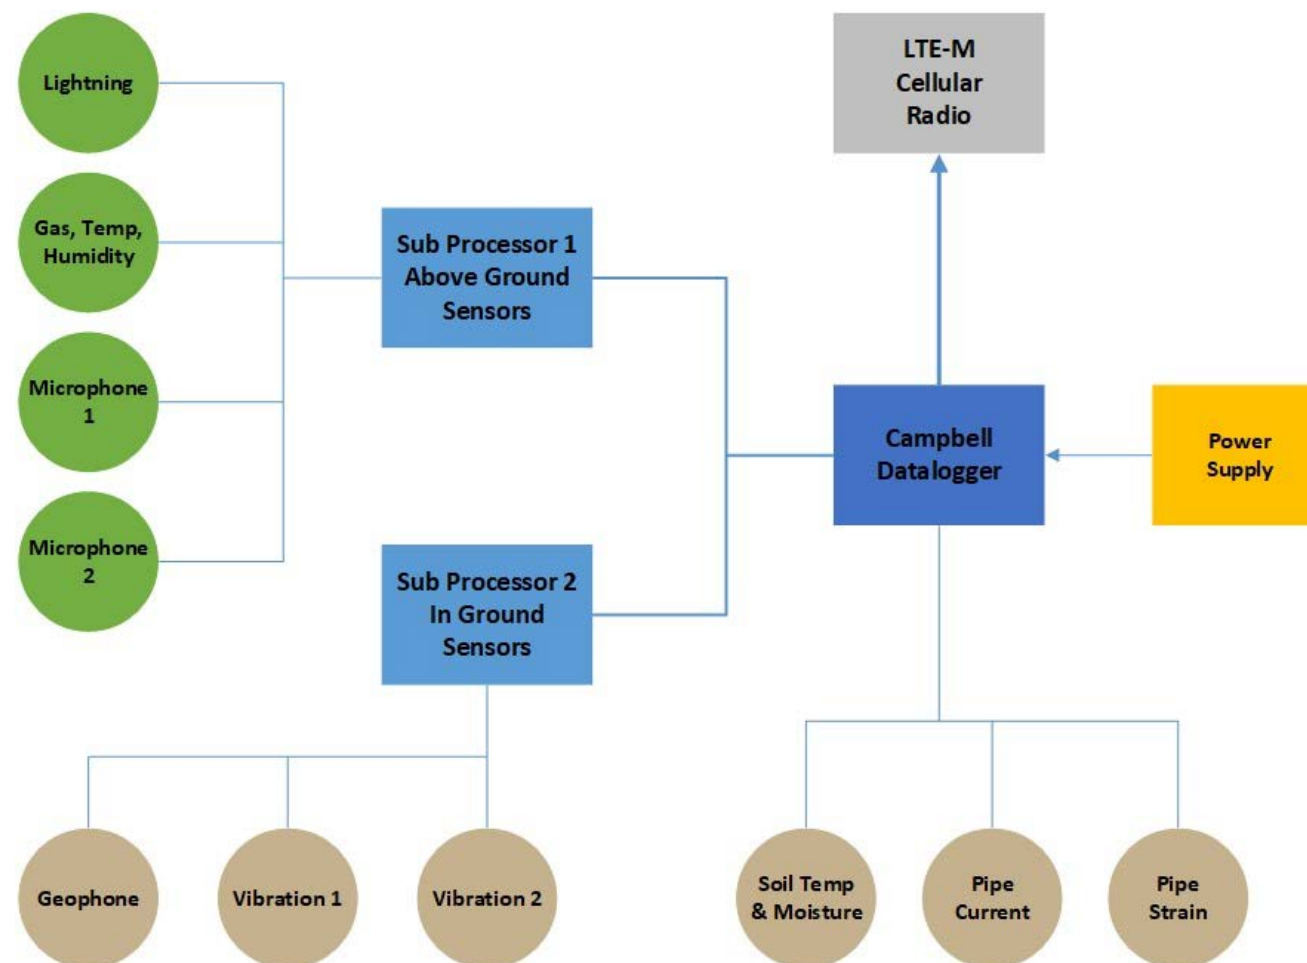 Lightning
Gas, Temp,
Humidity
Microphone
1
Microphone
2
Sub Processor 1
Above Ground
Sensors
Sub Processor 2
In Ground
Sensors
LTE-M
Cellular
Radio
Campbell
Datalogger
Power
Supply
Geophone
Vibration 1
Vibration 2
Soil Temp
& Moisture
Pipe
Current
Pipe
Strain